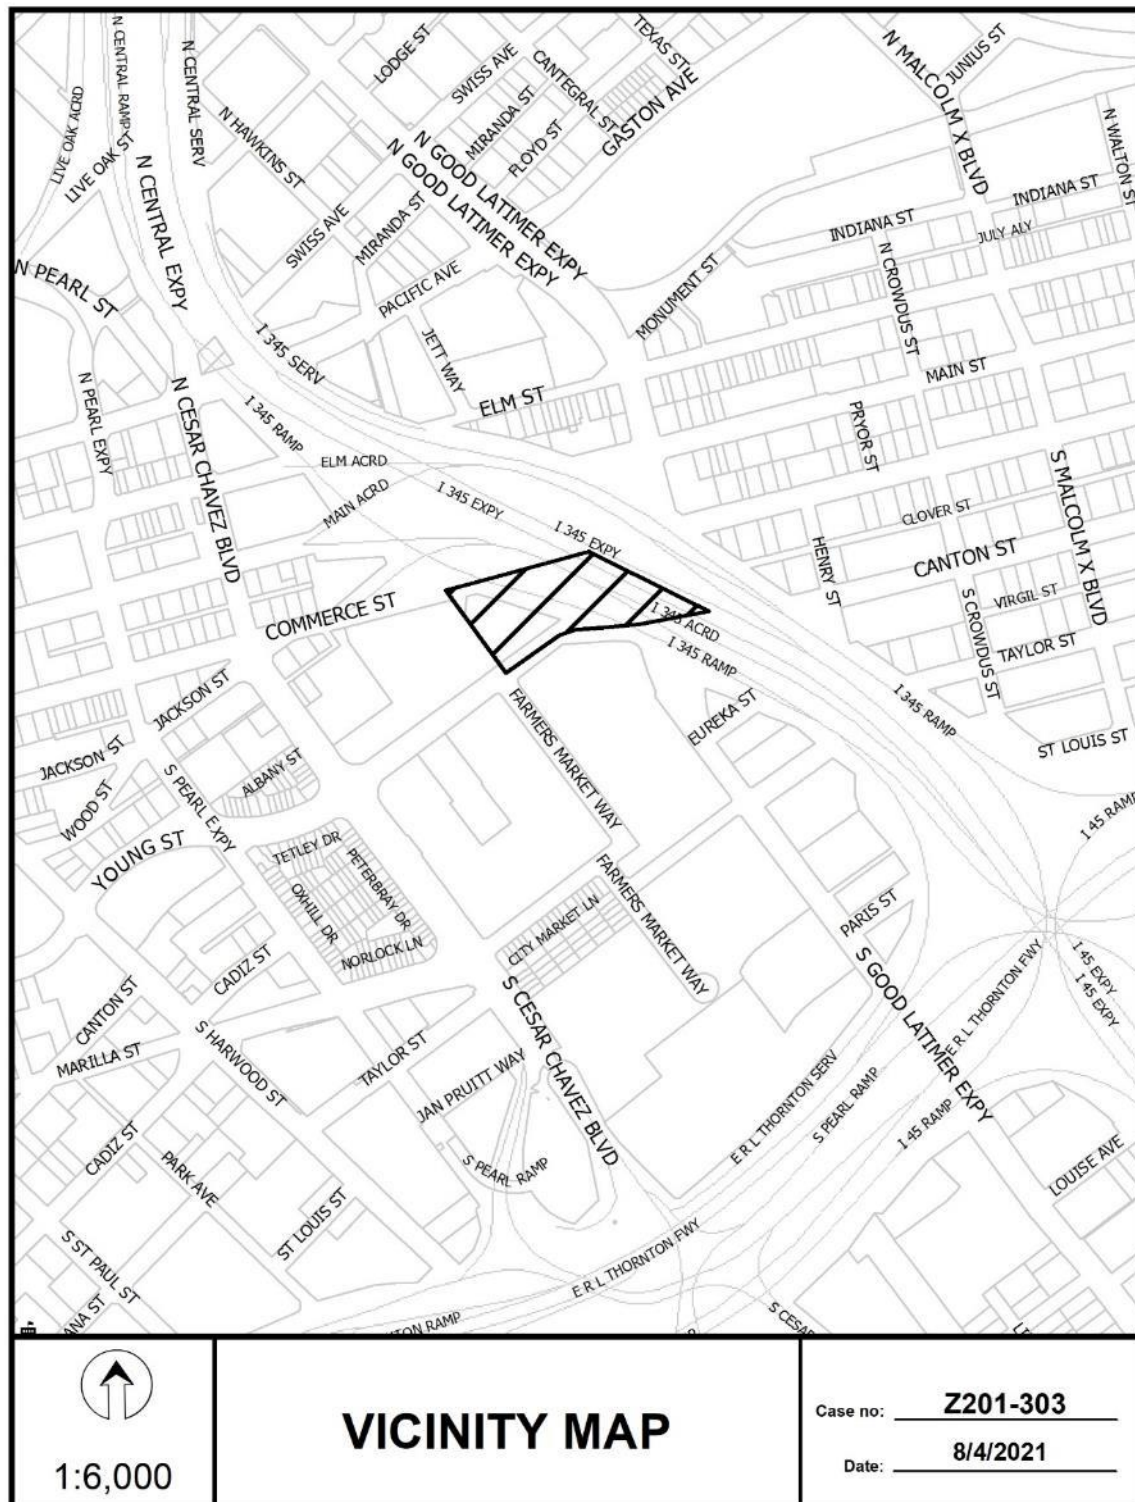 LODGE ST
SWISS AVE
TEXAS ST
CANTEGRAL ST
GASTON AVE
N MALCOLM X BLVD
JUNIUS ST
N CENTRAL RAMP
N CENTRAL SERV
LIVE OAK ACRD
LIVE OAK ST
N HAWKINS ST
MIRANDA ST
FLOYD ST
N GOOD LATIMER EXPY
N GOOD LATIMER EXPY
N WALTON ST
INDIANA ST
INDIANA ST
JULY ALY
N CENTRAL EXPY
SWISS AVE
MIRANDA ST
PACIFIC AVE
N CROWDUS ST
MONUMENT ST
N PEARL ST
I 345 SERV
JETT WAY
MAIN ST
N PEARL EXPY
N CESAR CHAVEZ BLVD
I 345 RAMP
ELM ST
PRYOR ST
ELM ACRD
MAIN ACRD
I 345 EXPY
I 345 EXPY
CLOVER ST
S MALCOLM X BLVD
CANTON ST
HENRY ST
COMMERCE ST
I 345 ACRD
I 345 RAMP
VIRGIL ST
S CROWDUS ST
TAYLOR ST
JACKSON ST
JACKSON ST
FARMERS MARKET WAY
EUREKA ST
I 345 RAMP
ST LOUIS ST
WOOD ST
ALBANY ST
S PEARL EXPY
I 45 RAMP
YOUNG ST
TETLEY DR
PETERBRAY DR
OXHILL DR
NORLOCK LN
CITY MARKET LN
FARMERS MARKET WAY
PARIS ST
CADIZ ST
S CESAR CHAVEZ BLVD
S GOOD LATIMER EXPY
E R L THORNTON FWY
I 45 EXPY
I 45 EXPY
CANTON ST
MARILLA ST
S HARWOOD ST
TAYLOR ST
JAN PRUITT WAY
E R L THORNTON SERV
S PEARL RAMP
I 45 RAMP
CADIZ ST
PARK AVE
S PEARL RAMP
LOUISE AVE
ST LOUIS ST
S ST PAUL ST
E R L THORNTON FWY
ANA ST
TON RAMP
S CESAR
1:6,000
VICINITY MAP
Case no: Z201-303
Date: 8/4/2021